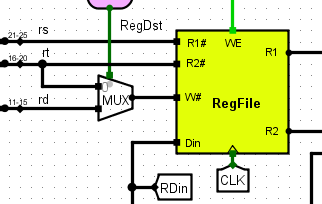 RegDst
rs
21-25
R1#
WE
R1
rt
16-20
R2#
0
MUX
W#
RegFile
rd
11-15
Din
R2
CLK
RDin